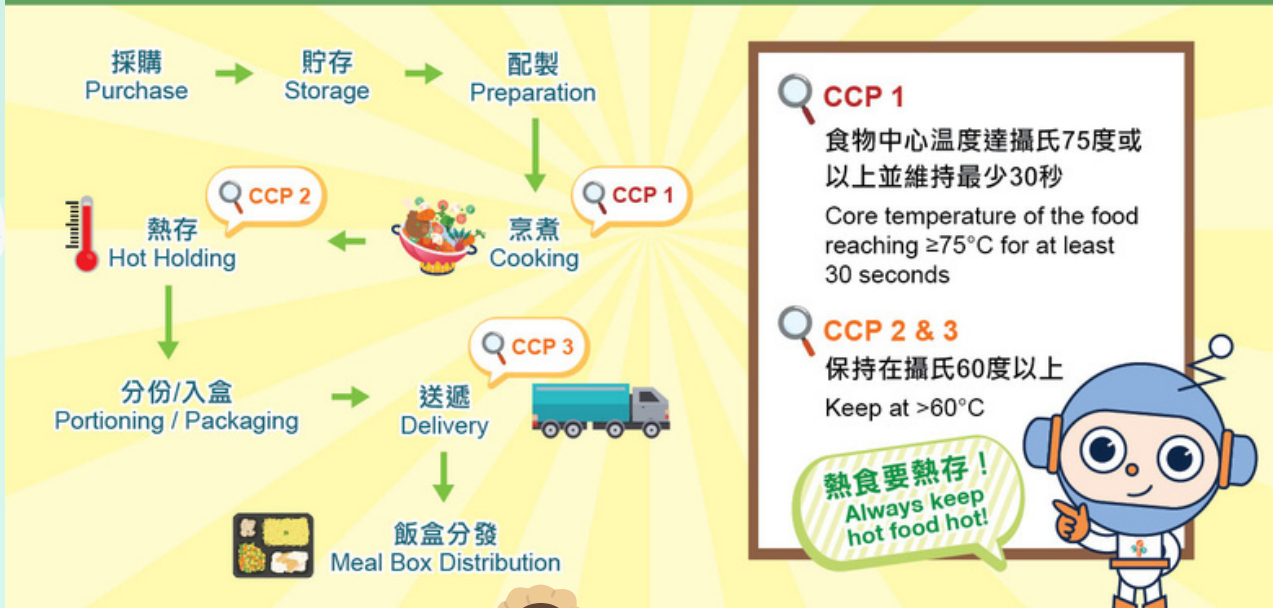 採購
Purchase
貯存
Storage
配製
Preparation
CCP 1
烹煮
Cooking
CCP 2
熱存
Hot Holding
分份/入盒
Portioning / Packaging
CCP 3
送遞
Delivery
飯盒分發
Meal Box Distribution
CCP 1
食物中心温度達攝氏75度或
以上並維持最少30秒
Core temperature of the food
reaching ≥75°C for at least
30 seconds
CCP 2 & 3
保持在攝氏60度以上
Keep at >60°C
熱食要熱存！
Always keep
hot food hot!